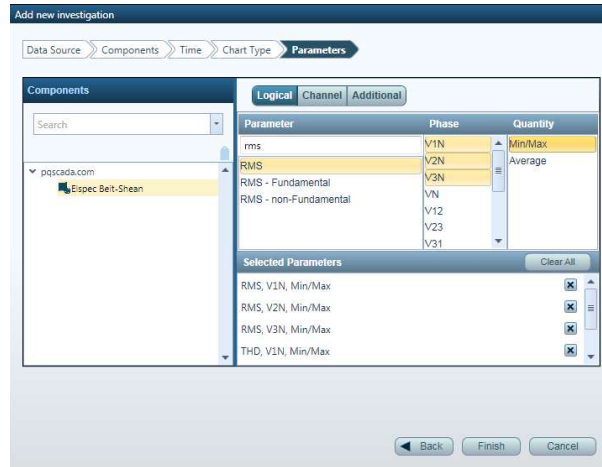 Add new investigation
Data Source
Components
Time
Chart Type
Parameters
Components
Search
pqscada.com
Elspec Beit-Shean
Logical Channel Additional
Parameter Phase Quantity
rms
RMS
RMS - Fundamental
RMS - non-Fundamental
V1N
V2N
V3N
VN
V12
V23
V31
Min/Max
Average
Selected Parameters Clear All
RMS, V1N, Min/Max
RMS, V2N, Min/Max
RMS, V3N, Min/Max
THD, V1N, Min/Max
Back Finish Cancel